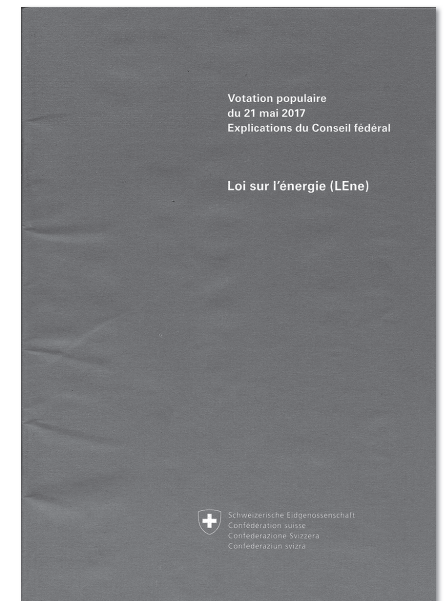 Votation populaire
du 21 mai 2017
Explications du Conseil fédéral
Loi sur l'énergie (LEne)
Schweizerische Eidgenossenschaft
Confédération suisse
Confederazione Svizzera
Confederaziun svizra